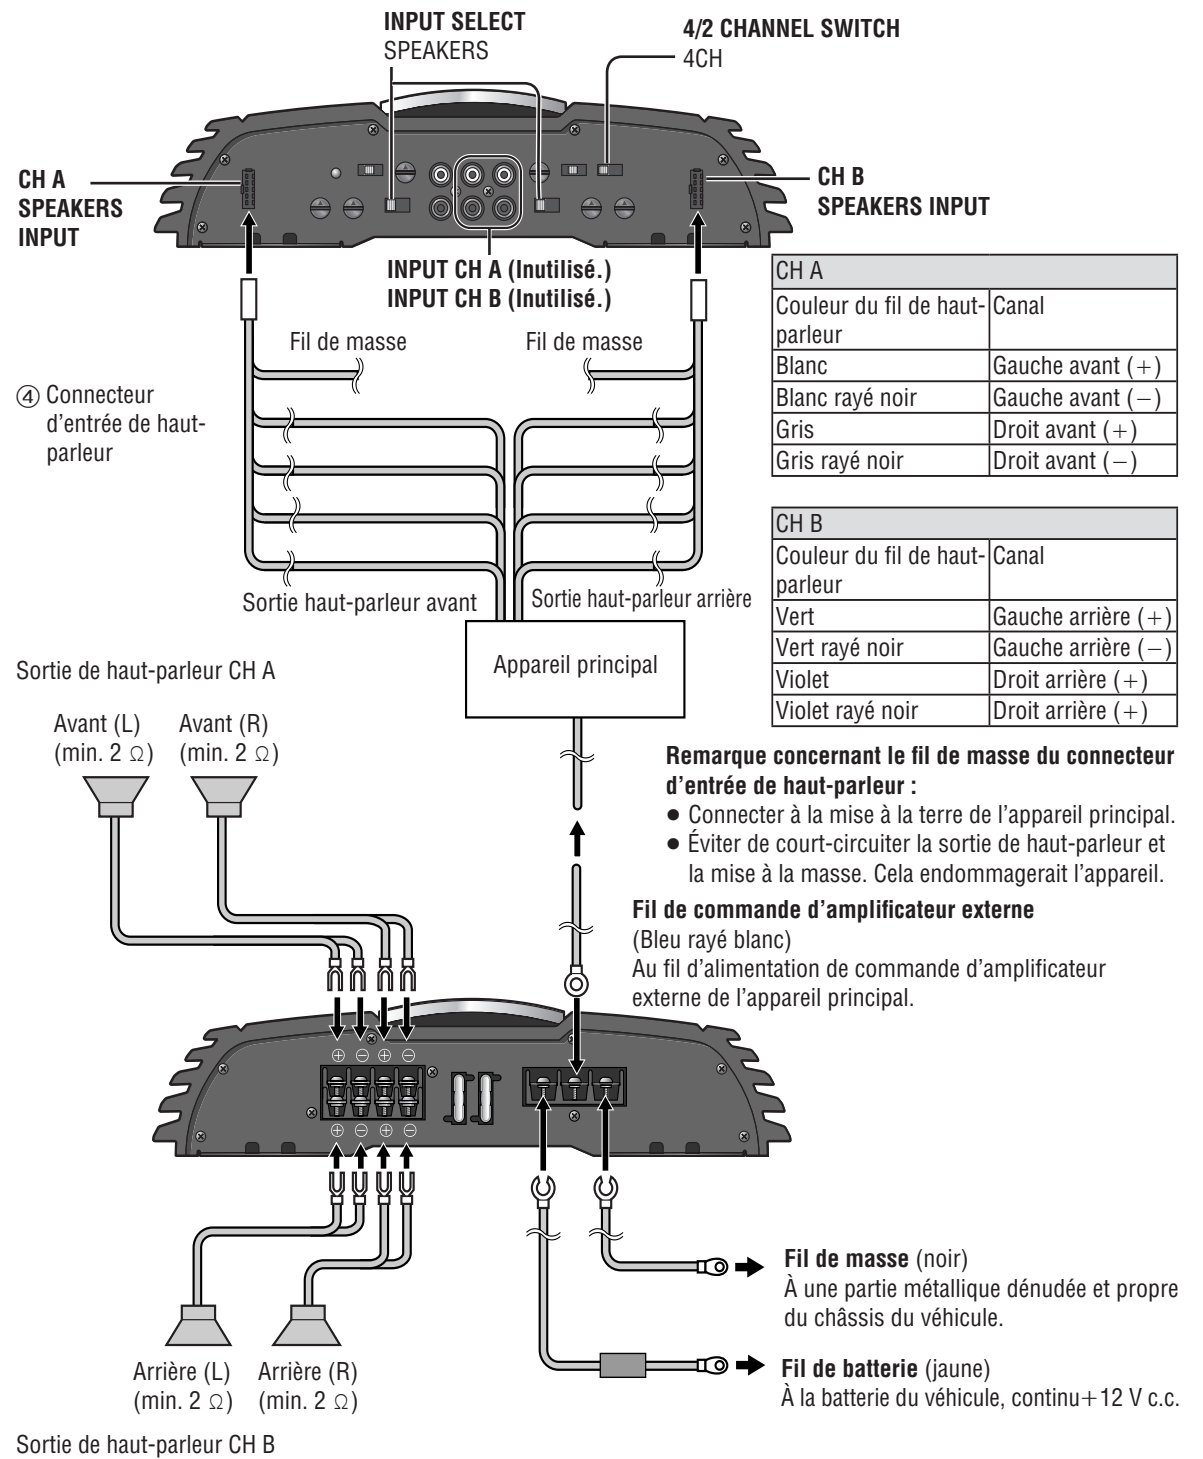 INPUT SELECT
SPEAKERS
4/2 CHANNEL SWITCH
4CH
CH A
SPEAKERS
INPUT
CH B
SPEAKERS INPUT
INPUT CH A (Inutilisé.)
INPUT CH B (Inutilisé.)
Fil de masse
Fil de masse
④ Connecteur
d’entrée de haut-
parleur
CH A
Couleur du fil de haut-
parleur
Canal
Blanc
Gauche avant (+)
Blanc rayé noir
Gauche avant (−)
Gris
Droit avant (+)
Gris rayé noir
Droit avant (−)
CH B
Couleur du fil de haut-
parleur
Canal
Vert
Gauche arrière (+)
Vert rayé noir
Gauche arrière (−)
Violet
Droit arrière (+)
Violet rayé noir
Droit arrière (+)
Sortie haut-parleur avant
Sortie haut-parleur arrière
Appareil principal
Sortie de haut-parleur CH A
Avant (L)
(min. 2 Ω)
Avant (R)
(min. 2 Ω)
Remarque concernant le fil de masse du connecteur
d’entrée de haut-parleur :
● Connecter à la mise à la terre de l’appareil principal.
● Éviter de court-circuiter la sortie de haut-parleur et
la mise à la masse. Cela endommagerait l’appareil.
Fil de commande d’amplificateur externe
(Bleu rayé blanc)
Au fil d’alimentation de commande d’amplificateur
externe de l’appareil principal.
⊕ ⊖ ⊕ ⊖
⊕ ⊖ ⊕ ⊖
Fil de masse (noir)
À une partie métallique dénudée et propre
du châssis du véhicule.
Fil de batterie (jaune)
À la batterie du véhicule, continu+12 V c.c.
Arrière (L)
(min. 2 Ω)
Arrière (R)
(min. 2 Ω)
Sortie de haut-parleur CH B